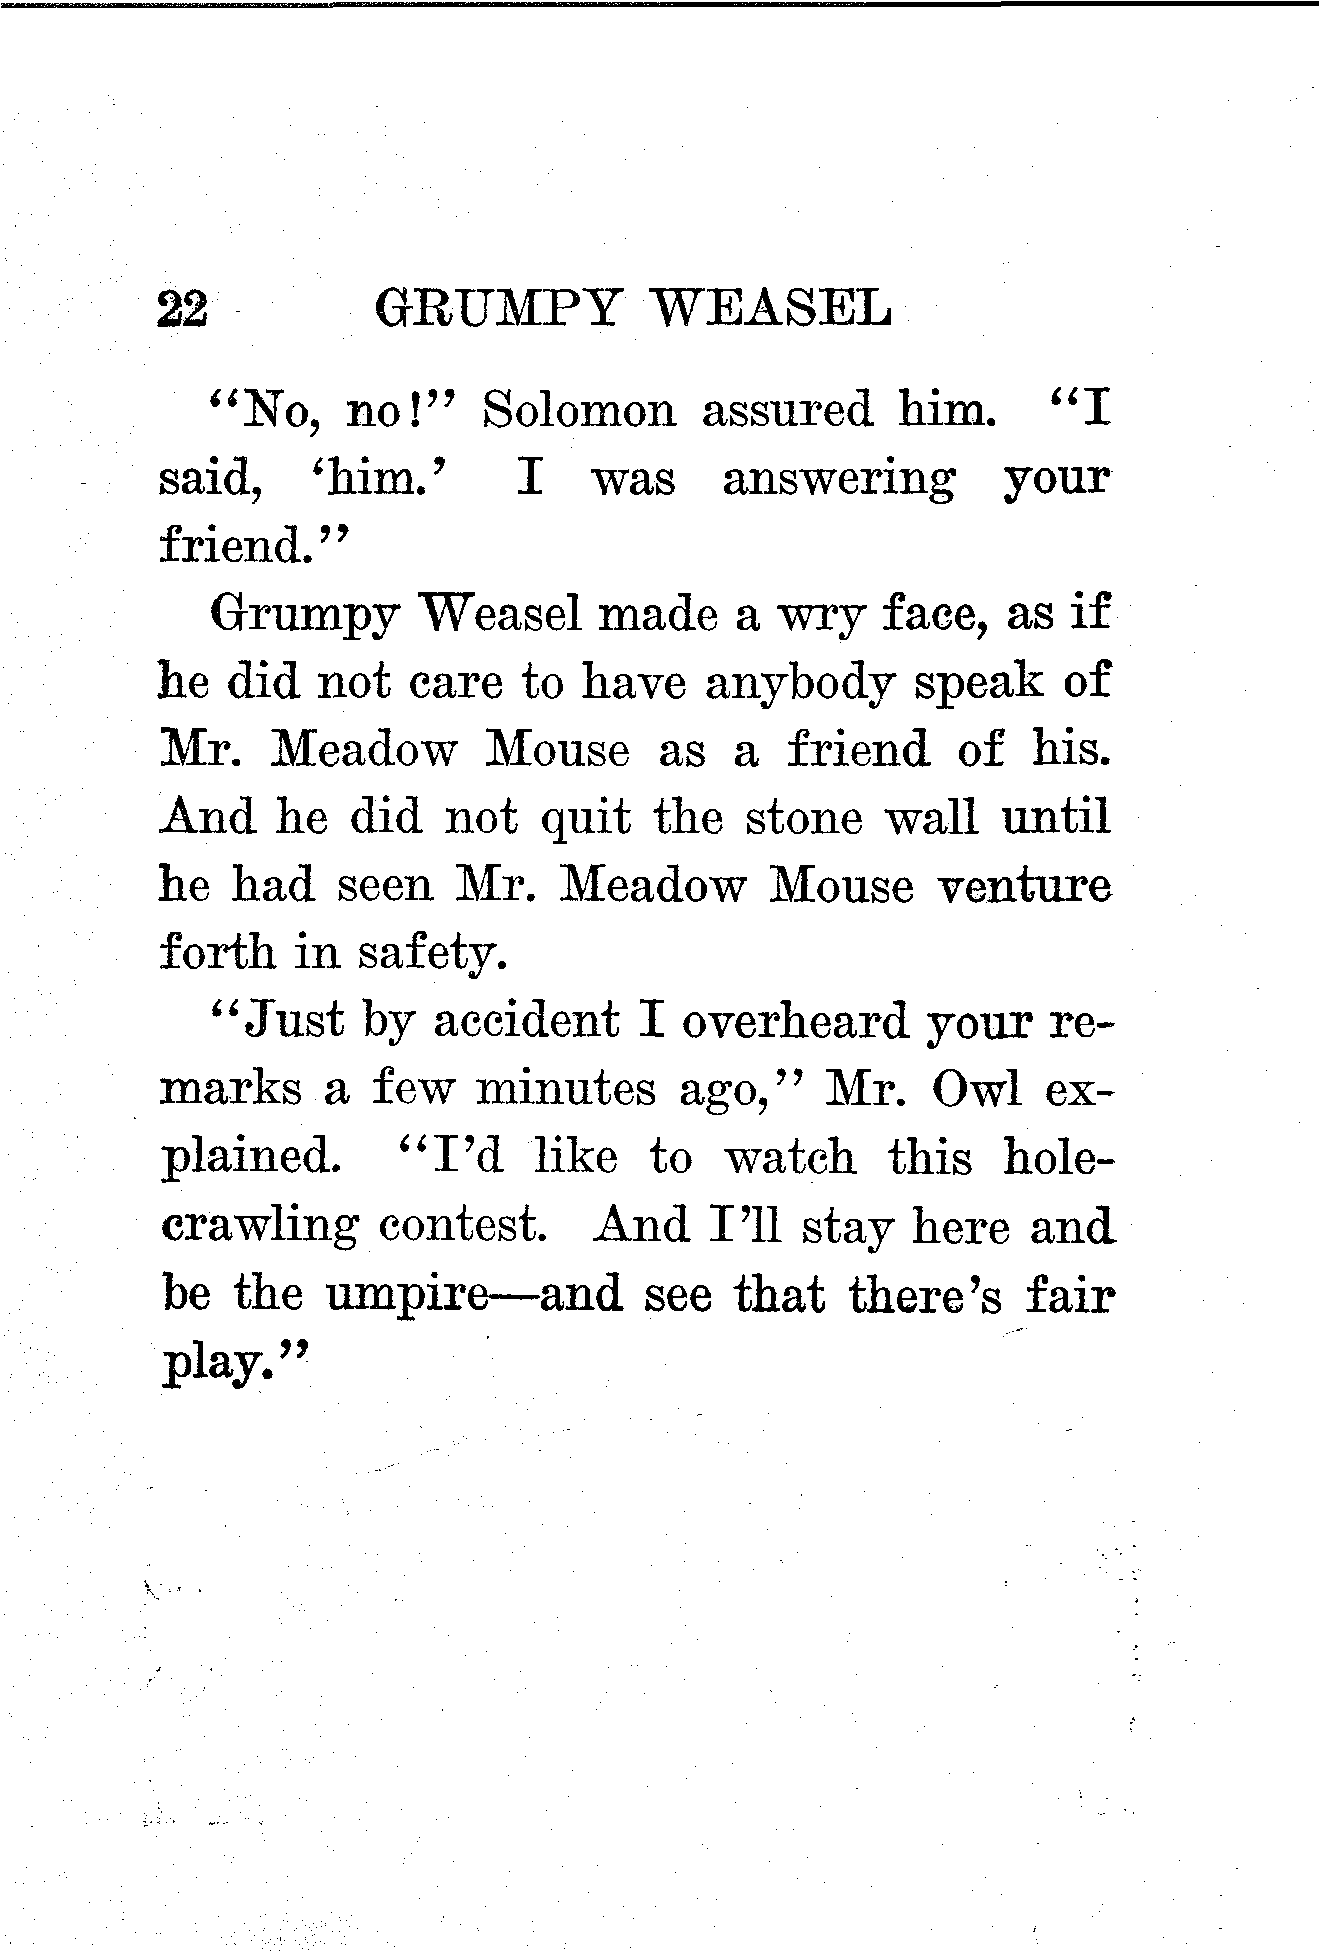 22 GRUMPY WEASEL
“No, no!” Solomon assured him. “I
said, ‘him.’ I was answering your
friend.”
Grumpy Weasel made a wry face, as if
he did not care to have anybody speak of
Mr. Meadow Mouse as a friend of his.
And he did not quit the stone wall until
he had seen Mr. Meadow Mouse venture
forth in safety.
“Just by accident I overheard your re-
marks a few minutes ago,” Mr. Owl ex-
plained. “I’d like to watch this hole-
crawling contest. And I’ll stay here and
be the umpire—and see that there’s fair
play.”